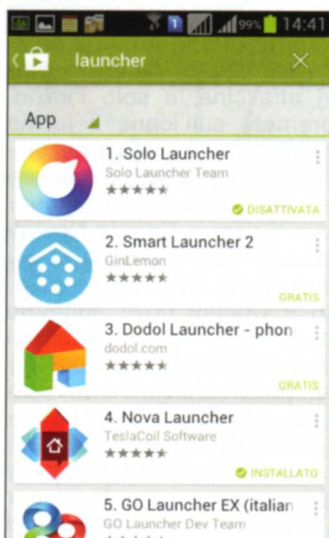 99% 14:41
launcher
App
1. Solo Launcher
Solo Launcher Team
DISATTIVATA
2. Smart Launcher 2
GinLemon
GRATIS
3. Dodol Launcher - phon
dodol.com
GRATIS
4. Nova Launcher
TeslaCoil Software
INSTALLATO
5. GO Launcher EX (italian
GO Launcher Dev Team